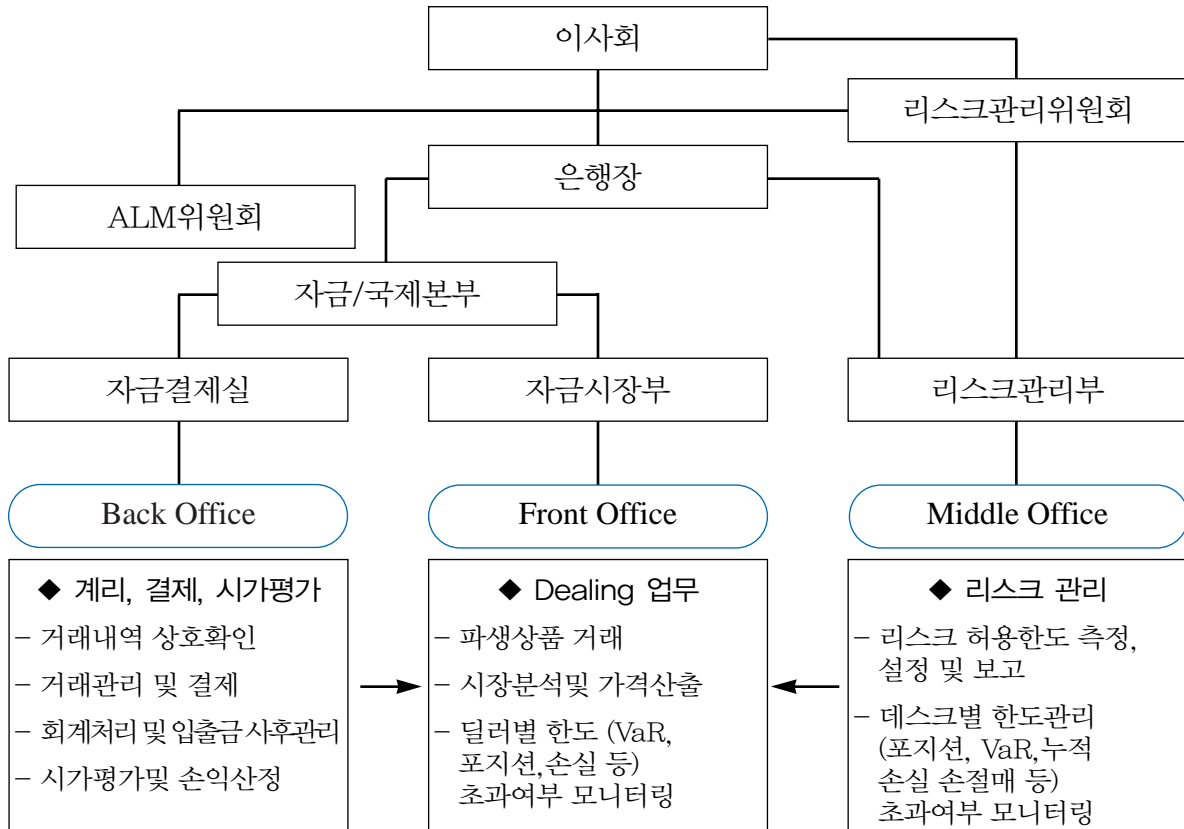 이사회
리스크관리위원회
은행장
ALM위원회
자금/국제본부
자금결제실
자금시장부
리스크관리부
Back Office
Front Office
Middle Office
◆ 계리, 결제, 시가평가
– 거래내역 상호확인
– 거래관리 및 결제
– 회계처리 및 입출금 사후관리
– 시가평가및 손익산정
◆ Dealing 업무
– 파생상품 거래
– 시장분석및 가격산출
– 딜러별 한도 (VaR,
포지션,손실 등)
초과여부 모니터링
◆ 리스크 관리
– 리스크 허용한도 측정,
설정 및 보고
– 데스크별 한도관리
(포지션, VaR,누적
손실 손절매 등)
초과여부 모니터링